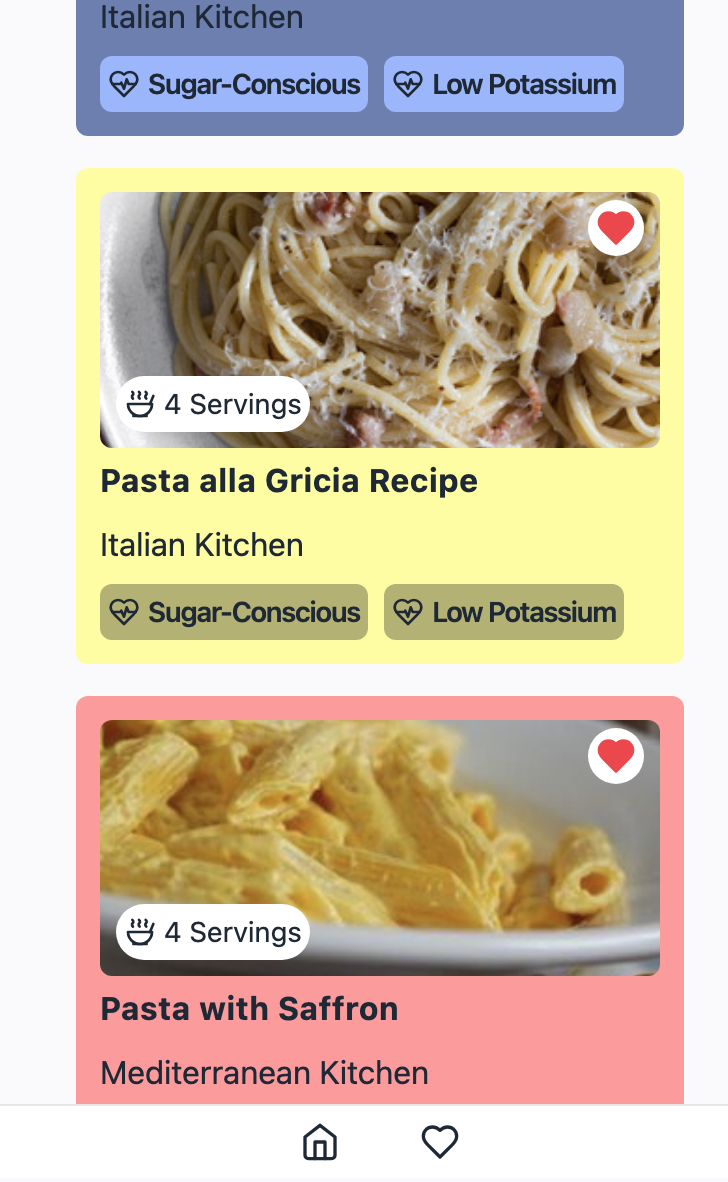 Italian Kitchen
Sugar-Conscious Low Potassium
4 Servings
Pasta alla Gricia Recipe
Italian Kitchen
Sugar-Conscious Low Potassium
4 Servings
Pasta with Saffron
Mediterranean Kitchen